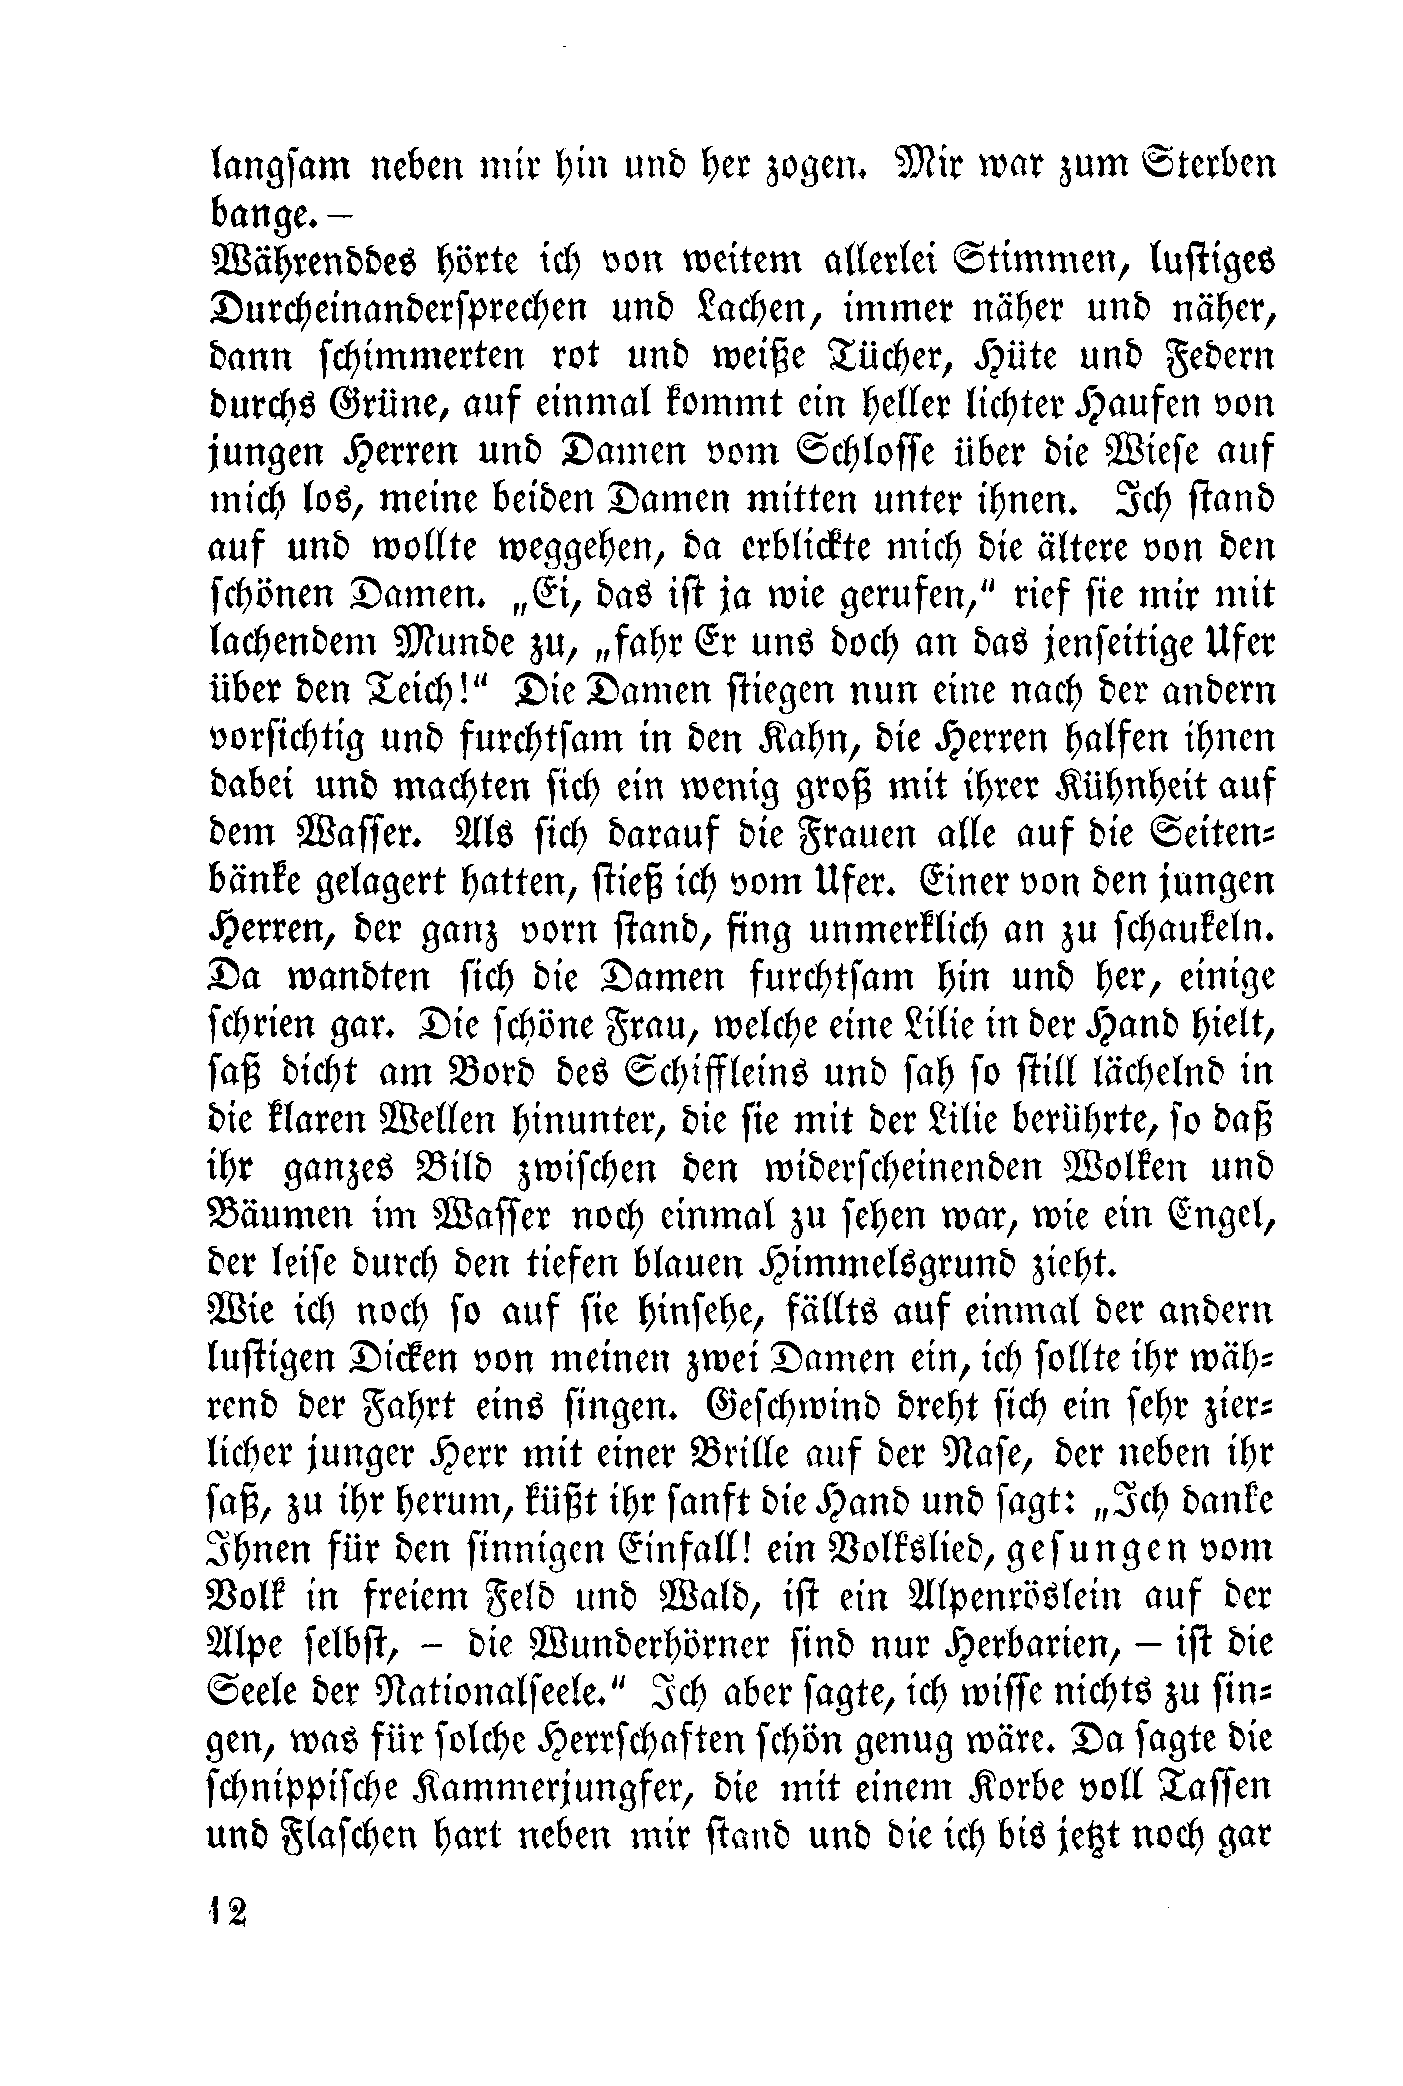 langsam neben mir hin und her zogen. Mir war zum Sterben
bange. –
Währenddes hörte ich von weitem allerlei Stimmen, lustiges
Durcheinandersprechen und Lachen, immer näher und näher,
dann schimmerten rot und weiße Tücher, Hüte und Federn
durchs Grüne, auf einmal kommt ein heller lichter Haufen von
jungen Herren und Damen vom Schlosse über die Wiese auf
mich los, meine beiden Damen mitten unter ihnen. Ich stand
auf und wollte weggehen, da erblickte mich die ältere von den
schönen Damen. „Ei, das ist ja wie gerufen,“ rief sie mir mit
lachendem Munde zu, „fahr Er uns doch an das jenseitige Ufer
über den Teich!“ Die Damen stiegen nun eine nach der andern
vorsichtig und furchtsam in den Kahn, die Herren halfen ihnen
dabei und machten sich ein wenig groß mit ihrer Kühnheit auf
dem Wasser. Als sich darauf die Frauen alle auf die Seiten-
bänke gelagert hatten, stieß ich vom Ufer. Einer von den jungen
Herren, der ganz vorn stand, fing unmerklich an zu schaukeln.
Da wandten sich die Damen furchtsam hin und her, einige
schrien gar. Die schöne Frau, welche eine Lilie in der Hand hielt,
saß dicht am Bord des Schiffleins und sah so still lächelnd in
die klaren Wellen hinunter, die sie mit der Lilie berührte, so daß
ihr ganzes Bild zwischen den widerscheinenden Wolken und
Bäumen im Wasser noch einmal zu sehen war, wie ein Engel,
der leise durch den tiefen blauen Himmelsgrund zieht.
Wie ich noch so auf sie hinsehe, fällts auf einmal der andern
lustigen Dicken von meinen zwei Damen ein, ich sollte ihr wäh-
rend der Fahrt eins singen. Geschwind dreht sich ein sehr zier-
licher junger Herr mit einer Brille auf der Nase, der neben ihr
saß, zu ihr herum, küßt ihr sanft die Hand und sagt: „Ich danke
Ihnen für den sinnigen Einfall! ein Volkslied, gesungen vom
Volk in freiem Feld und Wald, ist ein Alpenröslein auf der
Alpe selbst, – die Wunderhörner sind nur Herbarien, – ist die
Seele der Nationalseele.“ Ich aber sagte, ich wisse nichts zu sin-
gen, was für solche Herrschaften schön genug wäre. Da sagte die
schnippische Kammerjungfer, die mit einem Korbe voll Tassen
und Flaschen hart neben mir stand und die ich bis jetzt noch gar
12